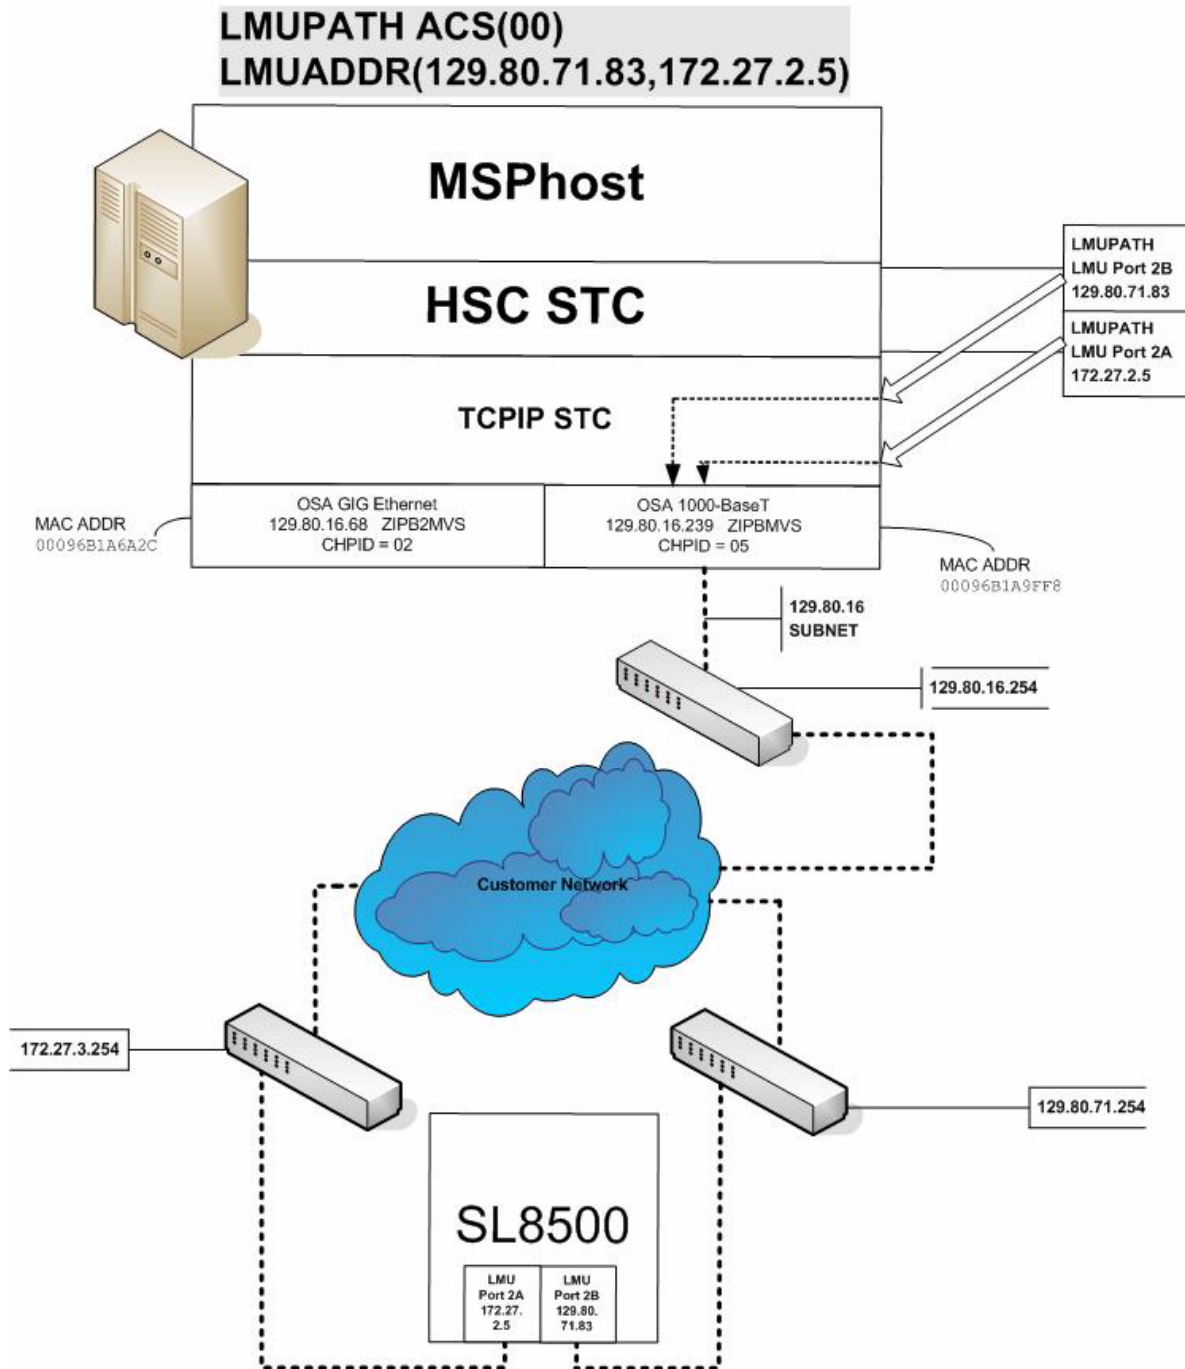 LMUPATH ACS(00)
LMUADDR(129.80.71.83,172.27.2.5)
MSPhost
HSC STC
TCPIP STC
LMUPATH
LMU Port 2B
129.80.71.83
LMUPATH
LMU Port 2A
172.27.2.5
OSA GIG Ethernet
129.80.16.68 ZIPB2MVS
CHPID = 02
OSA 1000-BaseT
129.80.16.239 ZIPBMVS
CHPID = 05
MAC ADDR
00096B1A6A2C
MAC ADDR
00096B1A9FF8
129.80.16
SUBNET
129.80.16.254
Customer Network
172.27.3.254
129.80.71.254
SL8500
LMU
Port 2A
172.27.
2.5
LMU
Port 2B
129.80.
71.83